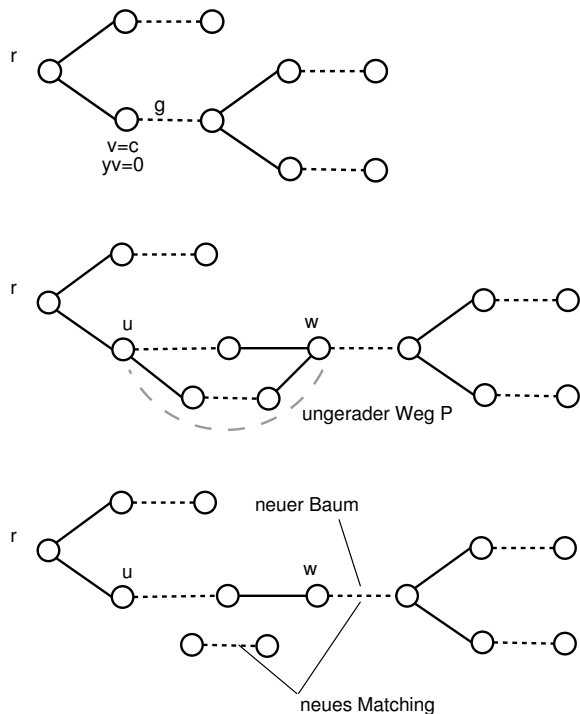 r
g
v=c
yv=0
r
u
w
ungerader Weg P
neuer Baum
r
u
w
neues Matching